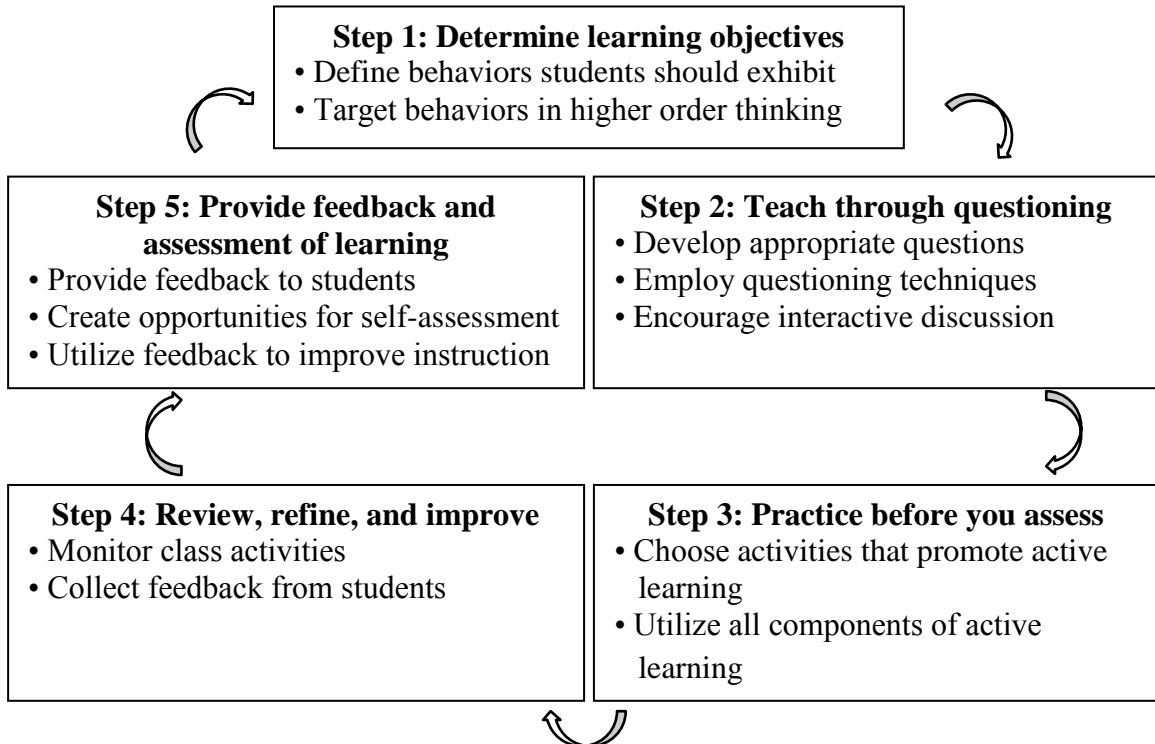 Step 1: Determine learning objectives
• Define behaviors students should exhibit
• Target behaviors in higher order thinking
Step 2: Teach through questioning
• Develop appropriate questions
• Employ questioning techniques
• Encourage interactive discussion
Step 3: Practice before you assess
• Choose activities that promote active
learning
• Utilize all components of active
learning
Step 4: Review, refine, and improve
• Monitor class activities
• Collect feedback from students
Step 5: Provide feedback and
assessment of learning
• Provide feedback to students
• Create opportunities for self-assessment
• Utilize feedback to improve instruction